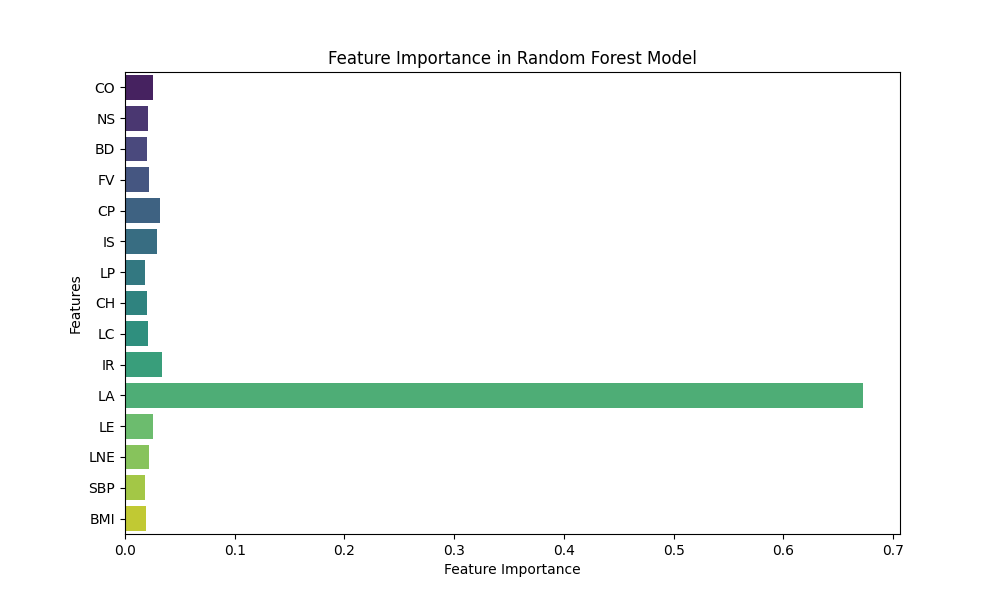 Feature Importance in Random Forest Model
CO
NS
BD
FV
CP
IS
LP
CH
LC
IR
LA
LE
LNE
SBP
BMI
Features
0.0 0.1 0.2 0.3 0.4 0.5 0.6 0.7
Feature Importance